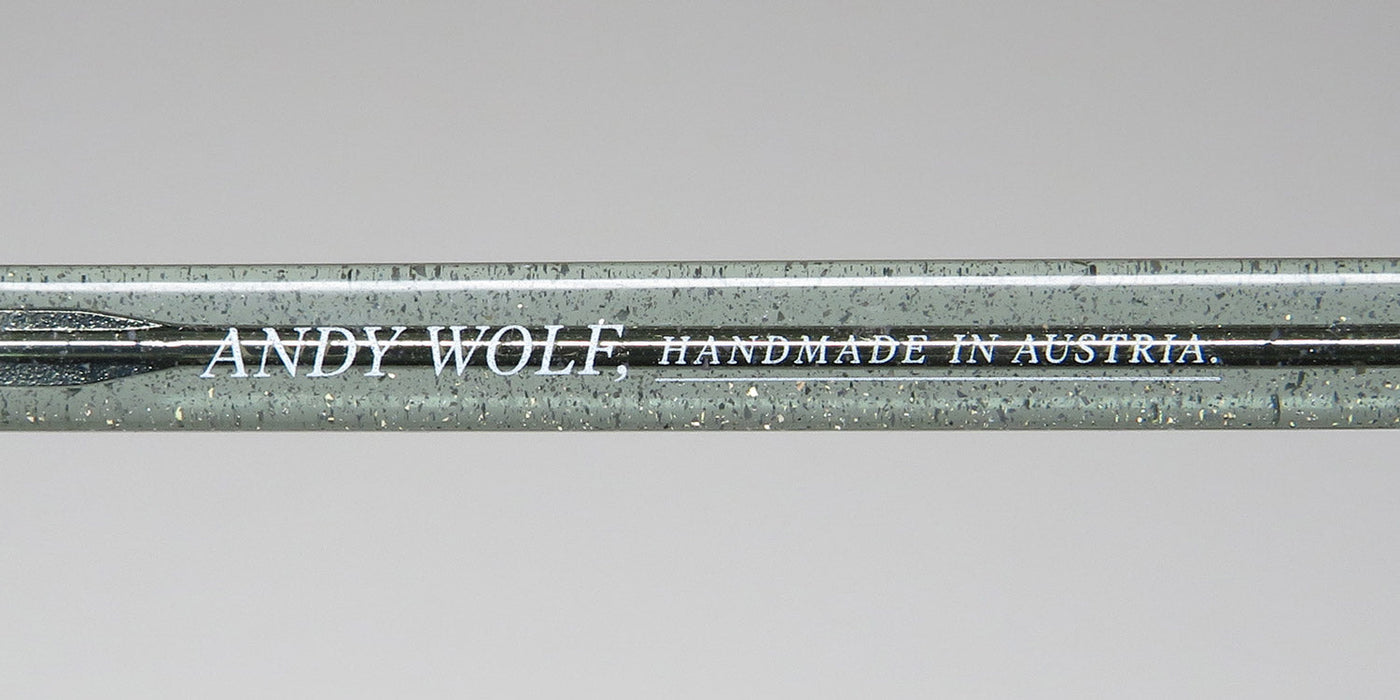 ANDY WOLF, HANDMADE IN AUSTRIA.